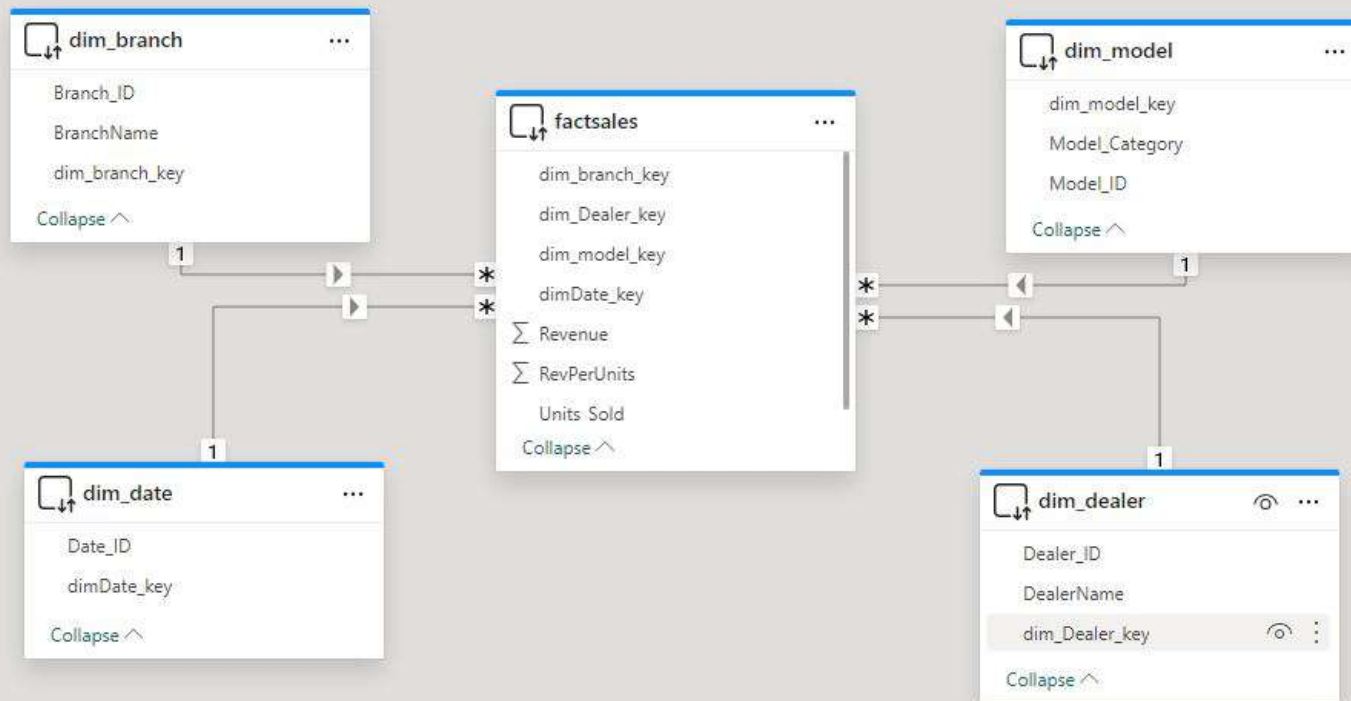 dim_branch
Branch_ID
BranchName
dim_branch_key
Collapse
1
*
factsales
dim_branch_key
dim_Dealer_key
dim_model_key
dimDate_key
Σ Revenue
Σ RevPerUnits
Units Sold
Collapse
dim_model
dim_model_key
Model_Category
Model_ID
Collapse
1
*
*
*
1
dim_date
Date_ID
dimDate_key
Collapse
1
dim_dealer
Dealer_ID
DealerName
dim_Dealer_key
Collapse